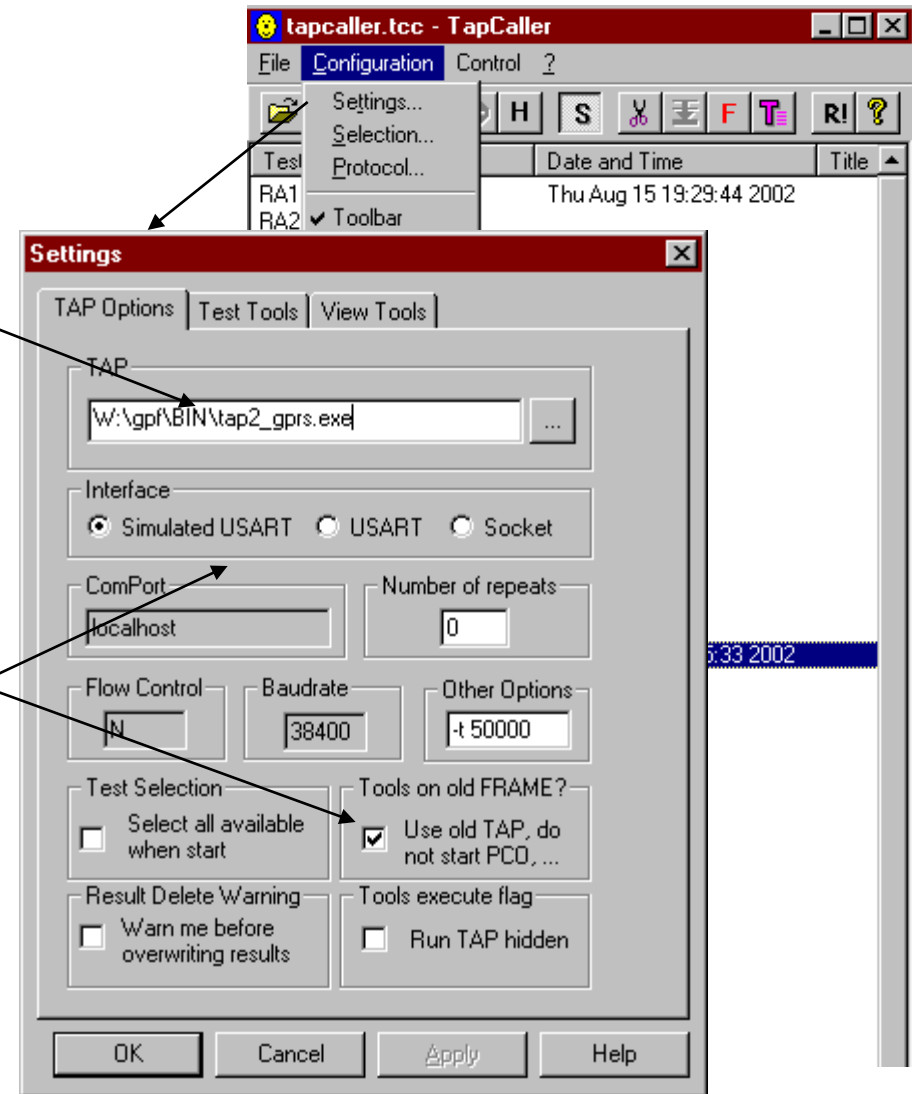 tapcaller.tcc - TapCaller
File Configuration Control ?
Settings...
Selection...
Protocol...
Toolbar
H S F T R! ?
Test Date and Time Title
RA1 Thu Aug 15 19:29:44 2002
RA2
Settings
TAP Options Test Tools View Tools
TAP
W:\gpf\BIN\tap2_gprs.exe ...
Interface
Simulated USART USART Socket
ComPort Number of repeats
localhost 0
:33 2002
Flow Control Baudrate Other Options
N 38400 -t 50000
Test Selection Tools on old FRAME?
Select all available Use old TAP, do
when start not start PCO, ...
Result Delete Warning Tools execute flag
Warn me before Run TAP hidden
overwriting results
OK Cancel Apply Help